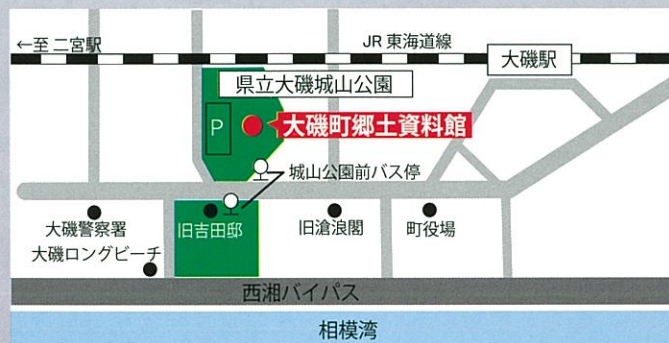 ←至 二宮駅
JR 東海道線
大磯駅
県立大磯城山公園
P
大磯町郷土資料館
城山公園前バス停
大磯警察署
旧吉田邸
旧滄浪閣
町役場
大磯ロングビーチ
西湘バイパス
相模湾